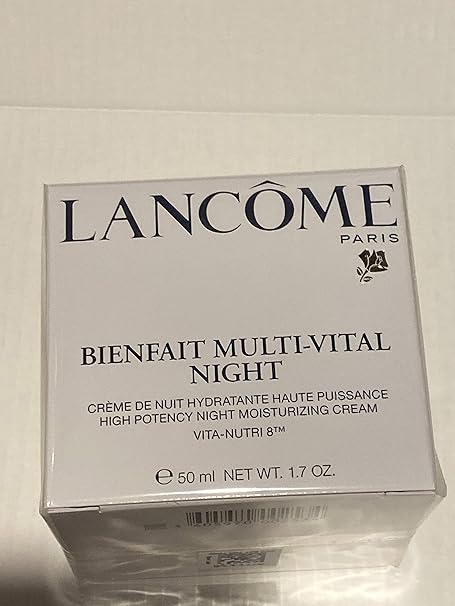 LANCÔME
PARIS
BIENFAIT MULTI-VITAL
NIGHT
CRÈME DE NUIT HYDRATANTE HAUTE PUISSANCE
HIGH POTENCY NIGHT MOISTURIZING CREAM
VITA-NUTRI 8™
℮ 50 ml NET WT. 1.7 OZ.